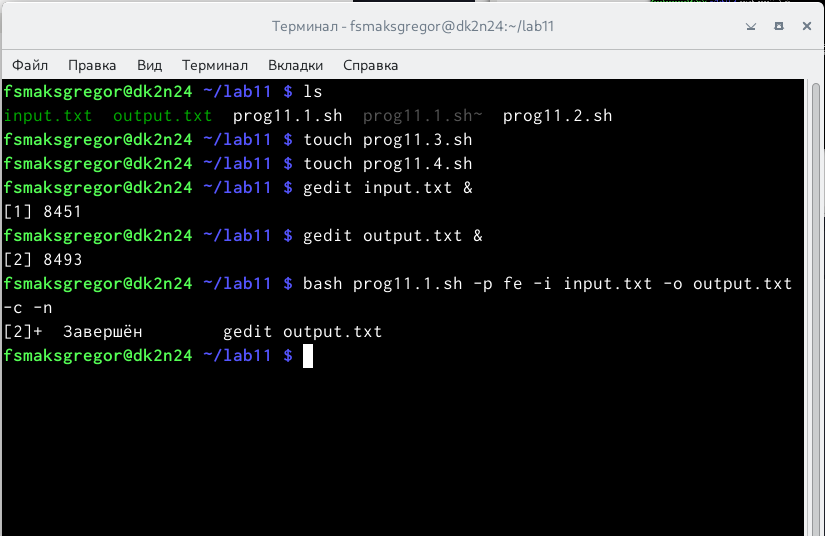 Терминал - fsmaksgregor@dk2n24:~/lab11
Файл Правка Вид Терминал Вкладки Справка
fsmaksgregor@dk2n24 ~/lab11 $ ls
input.txt output.txt prog11.1.sh prog11.1.sh~ prog11.2.sh
fsmaksgregor@dk2n24 ~/lab11 $ touch prog11.3.sh
fsmaksgregor@dk2n24 ~/lab11 $ touch prog11.4.sh
fsmaksgregor@dk2n24 ~/lab11 $ gedit input.txt &
[1] 8451
fsmaksgregor@dk2n24 ~/lab11 $ gedit output.txt &
[2] 8493
fsmaksgregor@dk2n24 ~/lab11 $ bash prog11.1.sh -p fe -i input.txt -o output.txt
-c -n
[2]+ Завершён gedit output.txt
fsmaksgregor@dk2n24 ~/lab11 $